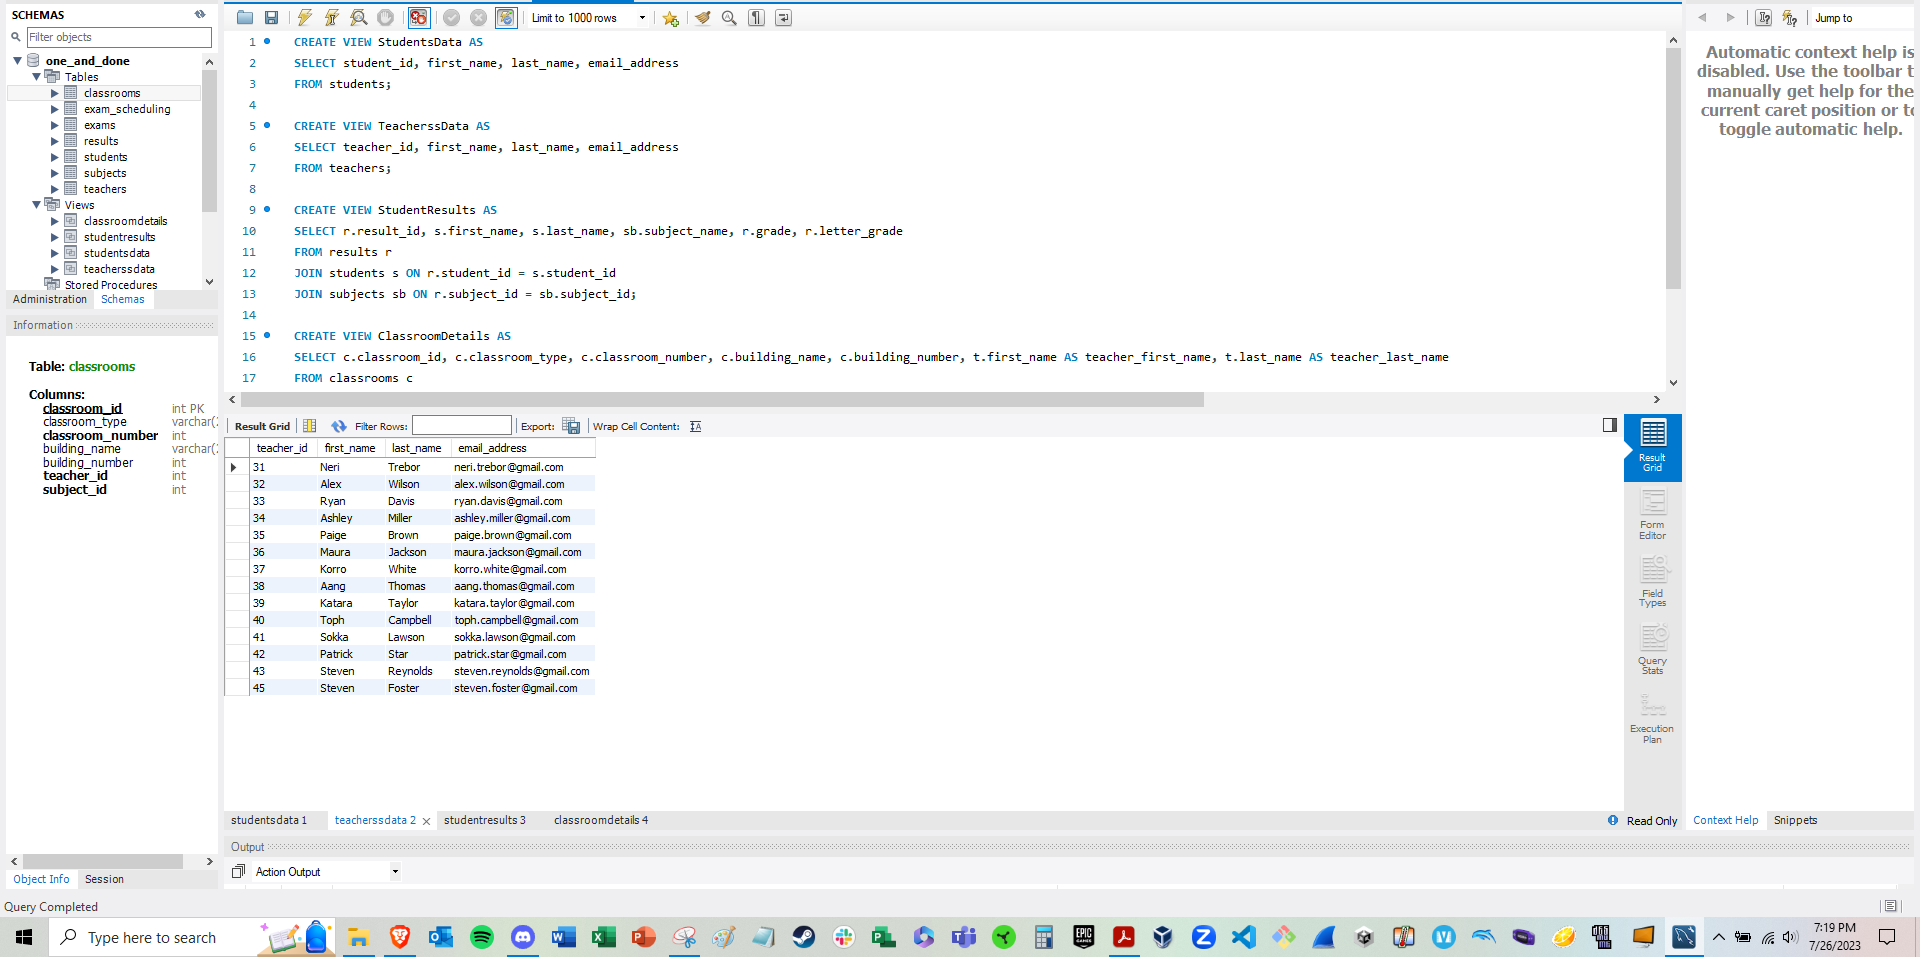 SCHEMAS
Filter objects
one_and_done
Tables
classrooms
exam_scheduling
exams
results
students
subjects
teachers
Views
classroomdetails
studentresults
studentsdata
teacherssdata
Stored Procedures
Administration Schemas
Information
Table: classrooms
Columns:
classroom_id int PK
classroom_type varchar(
classroom_number int
building_name varchar(
building_number int
teacher_id int
subject_id int
Object Info Session
Query Completed
Limit to 1000 rows
1 CREATE VIEW StudentsData AS
2 SELECT student_id, first_name, last_name, email_address
3 FROM students;
4
5 CREATE VIEW TeacherssData AS
6 SELECT teacher_id, first_name, last_name, email_address
7 FROM teachers;
8
9 CREATE VIEW StudentResults AS
10 SELECT r.result_id, s.first_name, s.last_name, sb.subject_name, r.grade, r.letter_grade
11 FROM results r
12 JOIN students s ON r.student_id = s.student_id
13 JOIN subjects sb ON r.subject_id = sb.subject_id;
14
15 CREATE VIEW ClassroomDetails AS
16 SELECT c.classroom_id, c.classroom_type, c.classroom_number, c.building_name, c.building_number, t.first_name AS teacher_first_name, t.last_name AS teacher_last_name
17 FROM classrooms c
Result Grid Filter Rows: Export: Wrap Cell Content:
teacher_id first_name last_name email_address
31 Neri Trebor neri.trebor@gmail.com
32 Alex Wilson alex.wilson@gmail.com
33 Ryan Davis ryan.davis@gmail.com
34 Ashley Miller ashley.miller@gmail.com
35 Paige Brown paige.brown@gmail.com
36 Maura Jackson maura.jackson@gmail.com
37 Korro White korro.white@gmail.com
38 Aang Thomas aang.thomas@gmail.com
39 Katara Taylor katara.taylor@gmail.com
40 Toph Campbell toph.campbell@gmail.com
41 Sokka Lawson sokka.lawson@gmail.com
42 Patrick Star patrick.star@gmail.com
43 Steven Reynolds steven.reynolds@gmail.com
45 Steven Foster steven.foster@gmail.com
Result
Grid
Form
Editor
Field
Types
Query
Stats
Execution
Plan
studentsdata 1 teacherssdata 2 studentresults 3 classroomdetails 4
Read Only
Output
Action Output
Jump to
Automatic context help is
disabled. Use the toolbar t
manually get help for the
current caret position or to
toggle automatic help.
Context Help Snippets
Type here to search
EPIC
GAMES
7:19 PM
7/26/2023